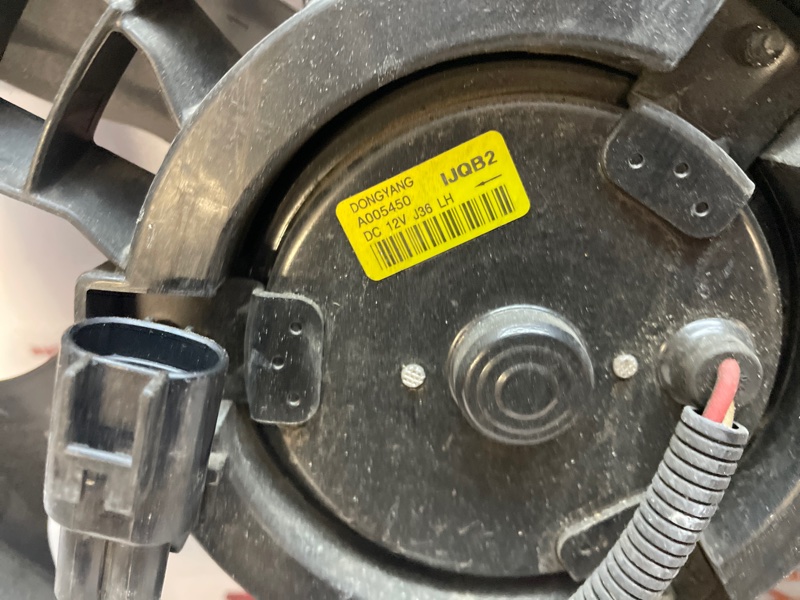 DONGYANG IJQB2
A005450
DC 12V J36 LH